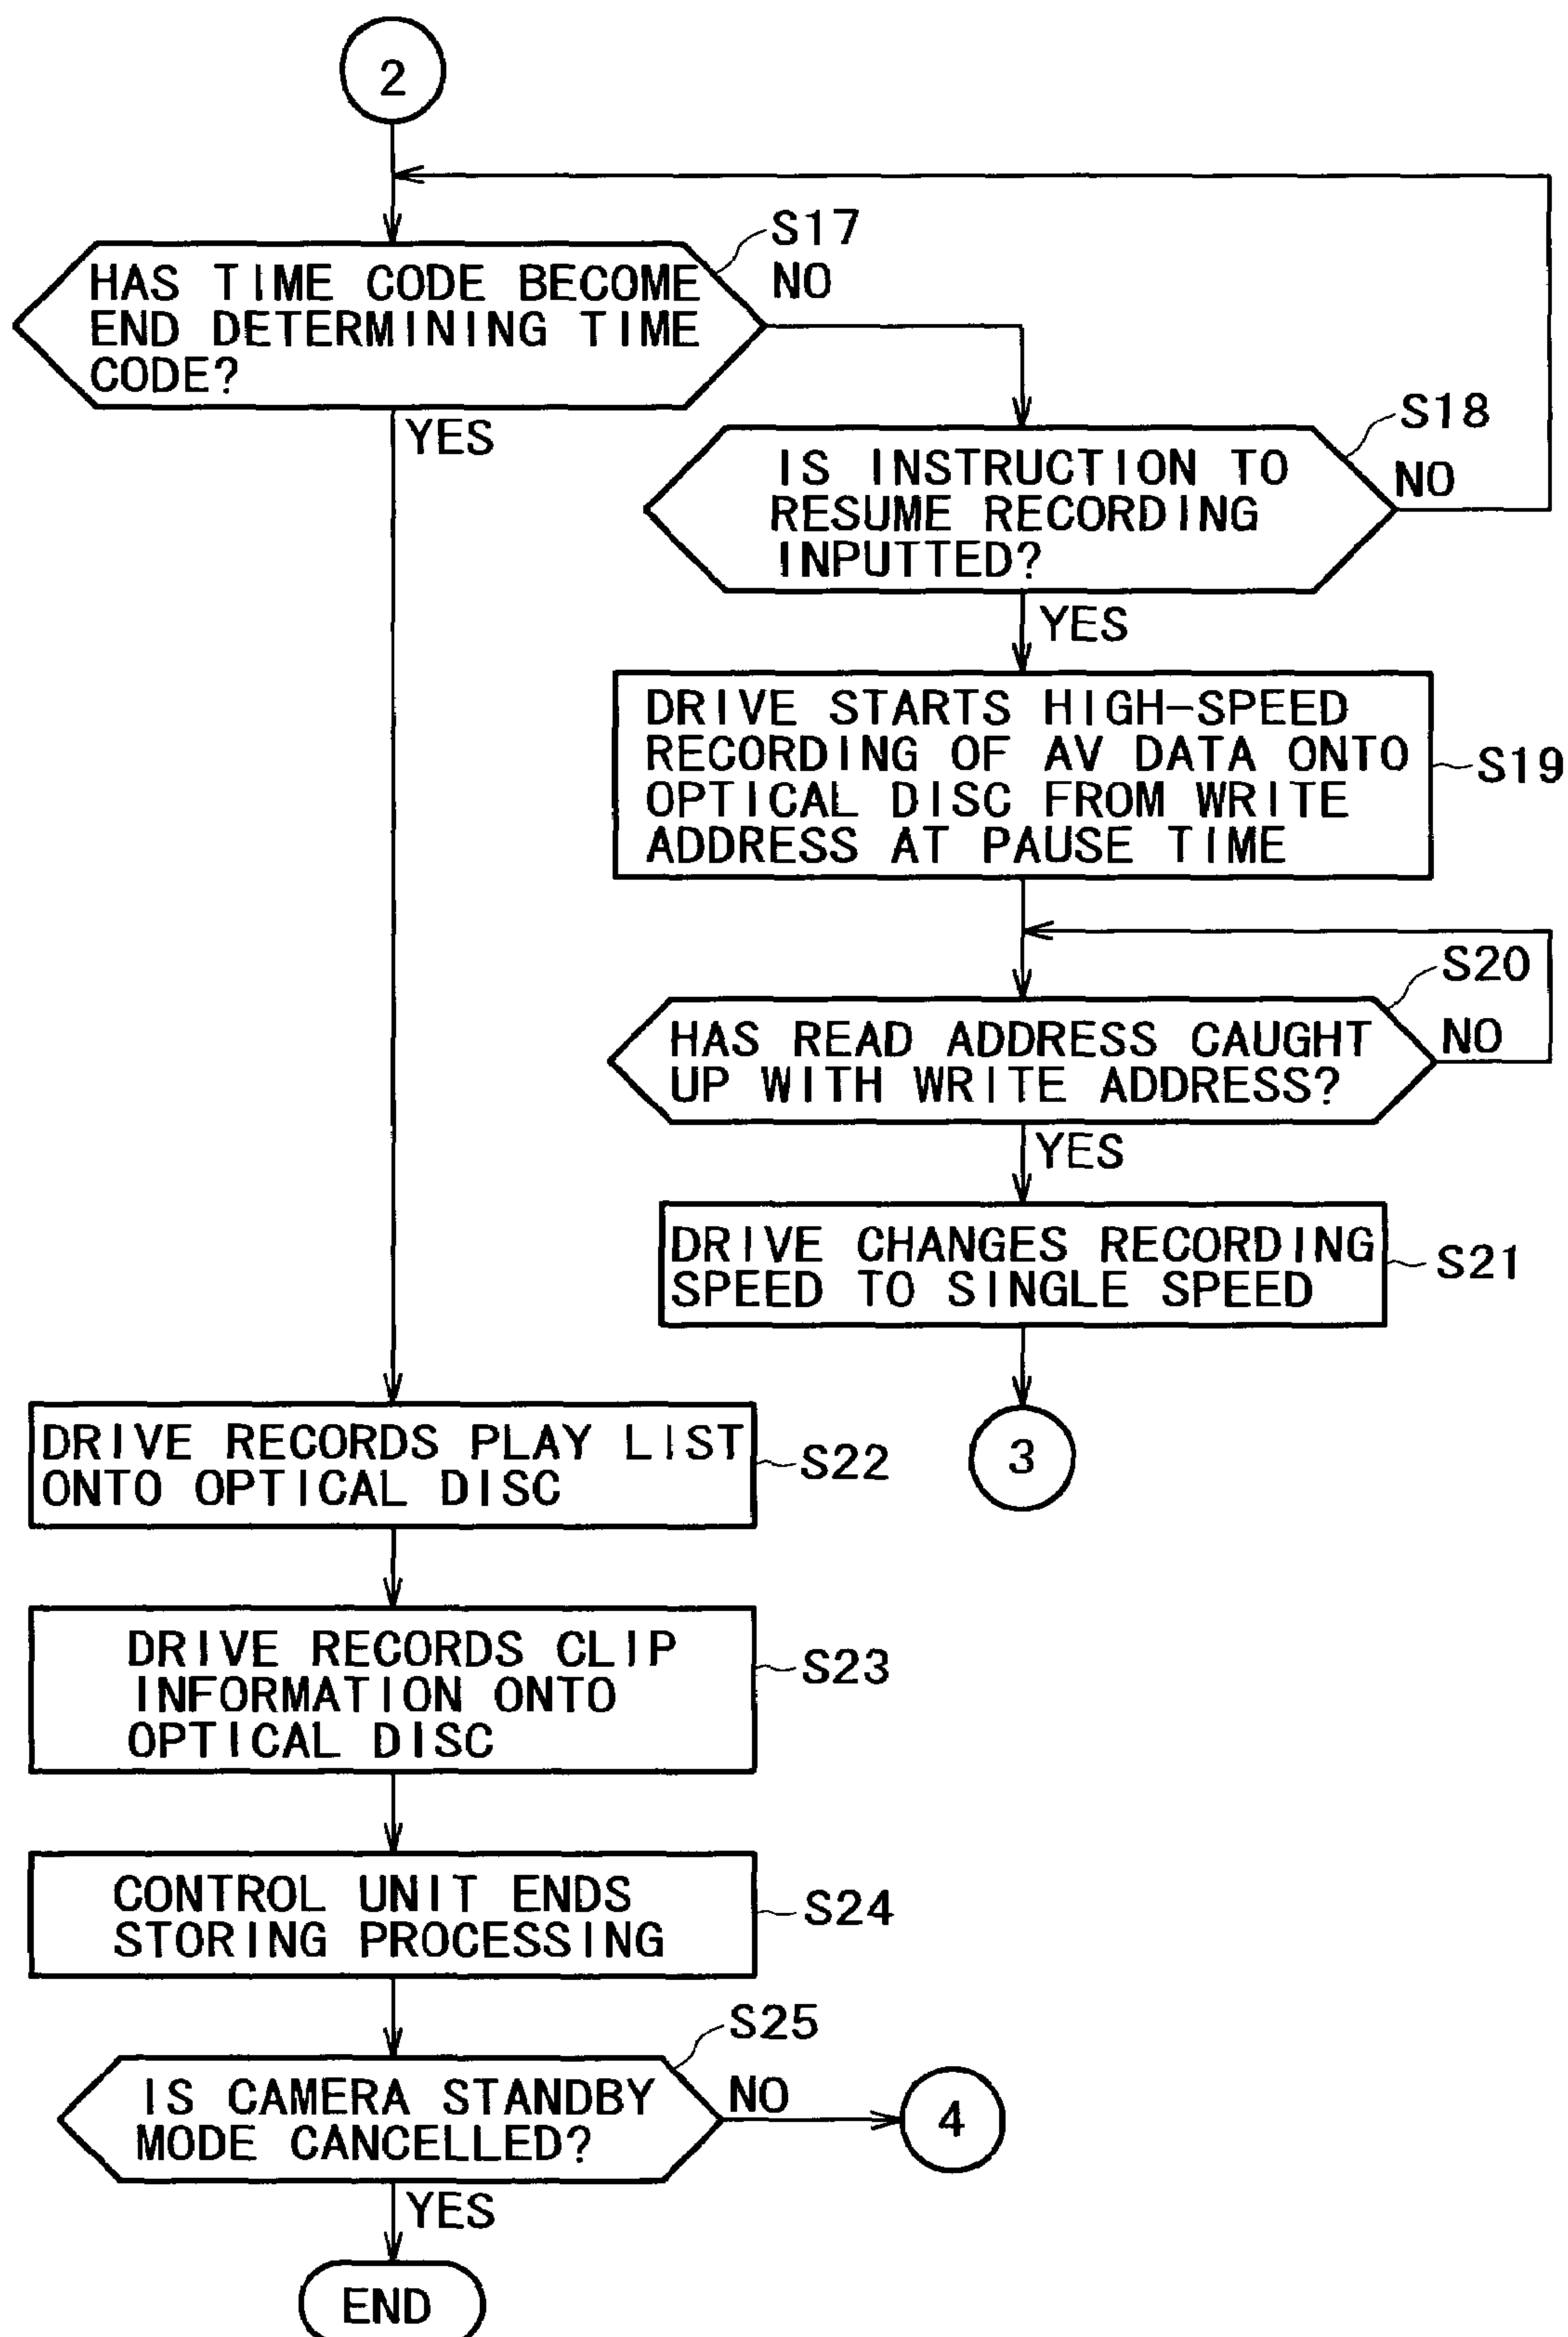 2
S17
HAS TIME CODE BECOME
END DETERMINING TIME
CODE?
NO
YES
S18
IS INSTRUCTION TO
RESUME RECORDING
INPUTTED?
NO
YES
DRIVE STARTS HIGH-SPEED
RECORDING OF AV DATA ONTO
OPTICAL DISC FROM WRITE
ADDRESS AT PAUSE TIME
S19
S20
HAS READ ADDRESS CAUGHT
UP WITH WRITE ADDRESS?
NO
YES
DRIVE CHANGES RECORDING
SPEED TO SINGLE SPEED
S21
3
DRIVE RECORDS PLAY LIST
ONTO OPTICAL DISC
S22
DRIVE RECORDS CLIP
INFORMATION ONTO
OPTICAL DISC
S23
CONTROL UNIT ENDS
STORING PROCESSING
S24
S25
IS CAMERA STANDBY
MODE CANCELLED?
NO
4
YES
END